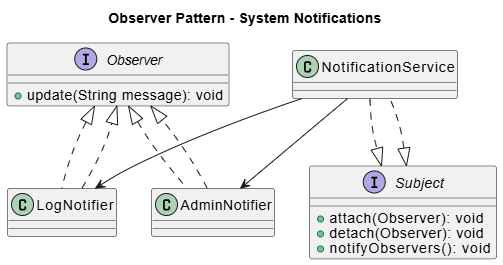 Observer Pattern - System Notifications
I Observer
update(String message): void
C NotificationService
C LogNotifier
C AdminNotifier
I Subject
attach(Observer): void
detach(Observer): void
notifyObservers(): void